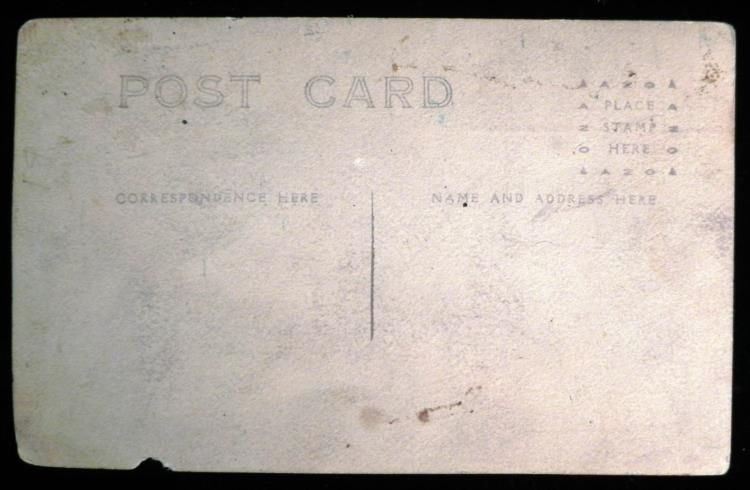 POST CARD
▲ A Z O ▲
A PLACE A
Z STAMP Z
O HERE O
▲ A Z O ▲
CORRESPONDENCE HERE
NAME AND ADDRESS HERE